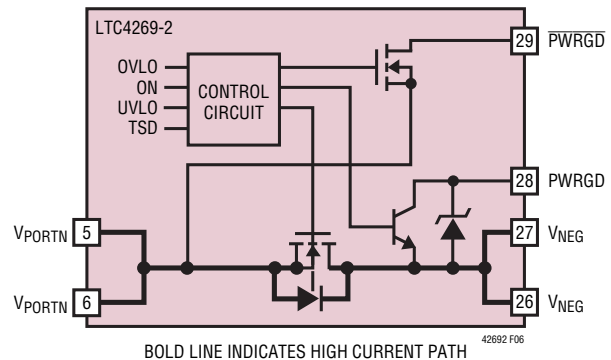 LTC4269-2
OVLO
ON
UVLO
TSD
CONTROL
CIRCUIT
29 PWRGD
28 PWRGD
VPORTN 5
27 VNEG
VPORTN 6
26 VNEG
42692 F06
BOLD LINE INDICATES HIGH CURRENT PATH